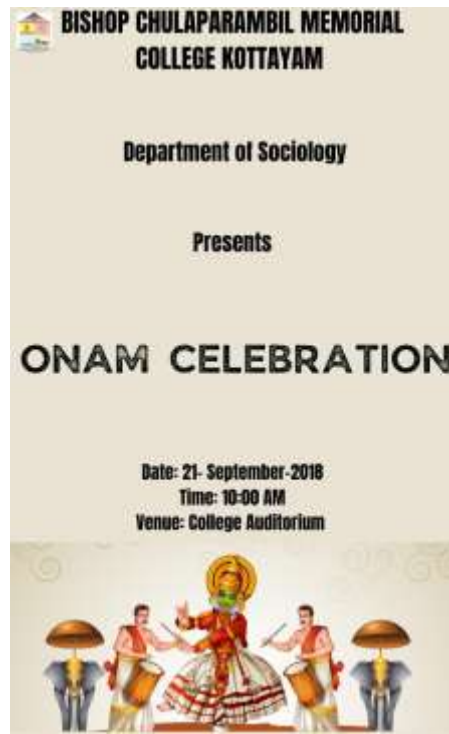 BISHOP CHULAPARAMBIL MEMORIAL
COLLEGE KOTTAYAM
Department of Sociology
Presents
ONAM CELEBRATION
Date: 21- September-2018
Time: 10:00 AM
Venue: College Auditorium